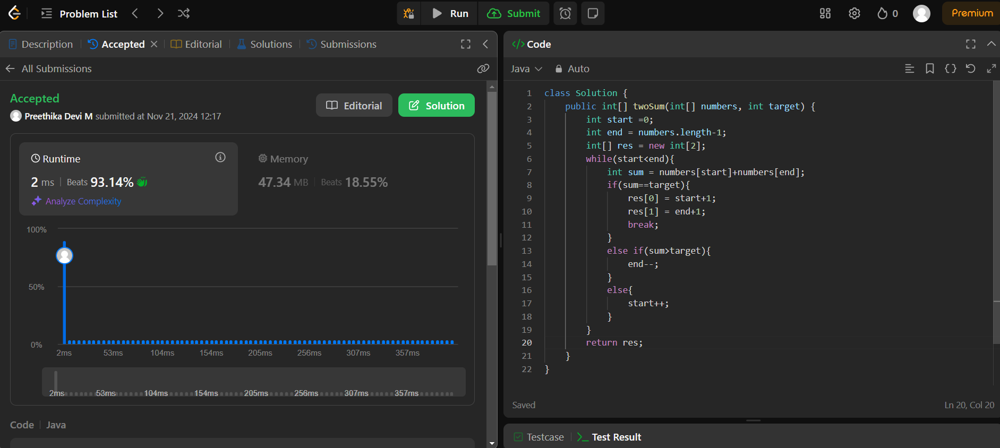 Problem List
Run
Submit
0
Premium
Description
Accepted
Editorial
Solutions
Submissions
All Submissions
Accepted
Preethika Devi M submitted at Nov 21, 2024 12:17
Editorial
Solution
Runtime
2 ms | Beats 93.14%
Analyze Complexity
Memory
47.34 MB | Beats 18.55%
100%
50%
0%
2ms 53ms 104ms 154ms 205ms 256ms 307ms 357ms
2ms 53ms 104ms 154ms 205ms 256ms 307ms 357ms
Code | Java
</> Code
Java
Auto
1 class Solution {
2     public int[] twoSum(int[] numbers, int target) {
3         int start =0;
4         int end = numbers.length-1;
5         int[] res = new int[2];
6         while(start<end){
7             int sum = numbers[start]+numbers[end];
8             if(sum==target){
9                 res[0] = start+1;
10                 res[1] = end+1;
11                 break;
12             }
13             else if(sum>target){
14                 end--;
15             }
16             else{
17                 start++;
18             }
19         }
20         return res;
21     }
22 }
Saved
Ln 20, Col 20
Testcase
Test Result